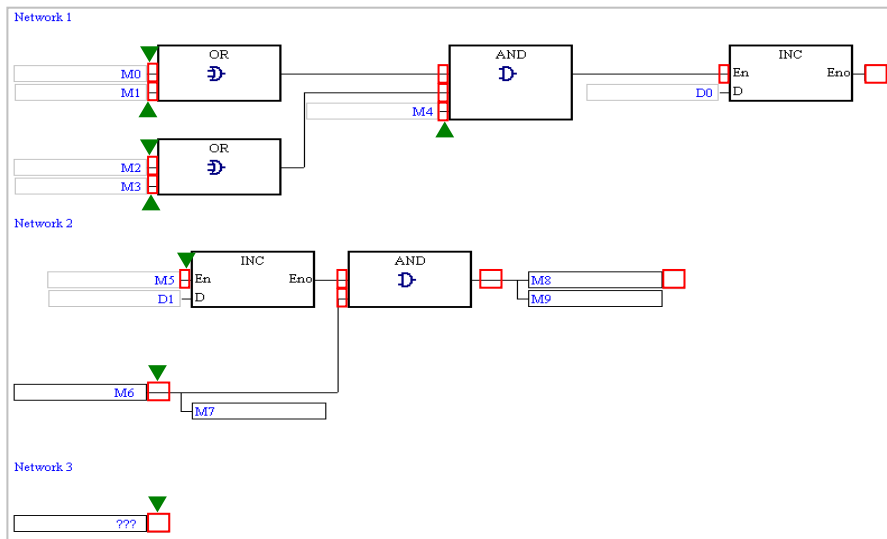 Network 1
OR
AND
INC
M0
En
Eno
M1
D0
D
M4
OR
M2
M3
Network 2
INC
AND
M5
En
Eno
M8
D1
D
M9
M6
M7
Network 3
???